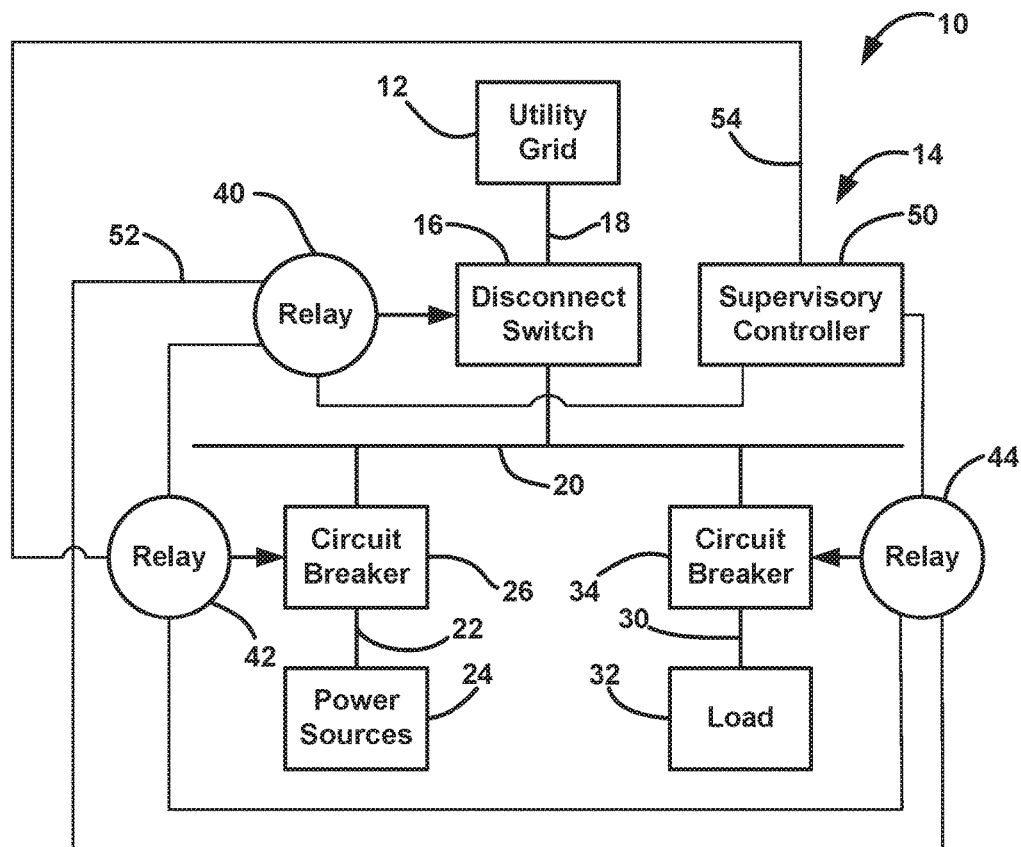 10
12
Utility
Grid
54
14
40
16
18
50
52
Relay
Disconnect
Switch
Supervisory
Controller
20
44
Relay
Circuit
Breaker
26
34
Circuit
Breaker
Relay
42
22
30
24
32
Power
Sources
Load